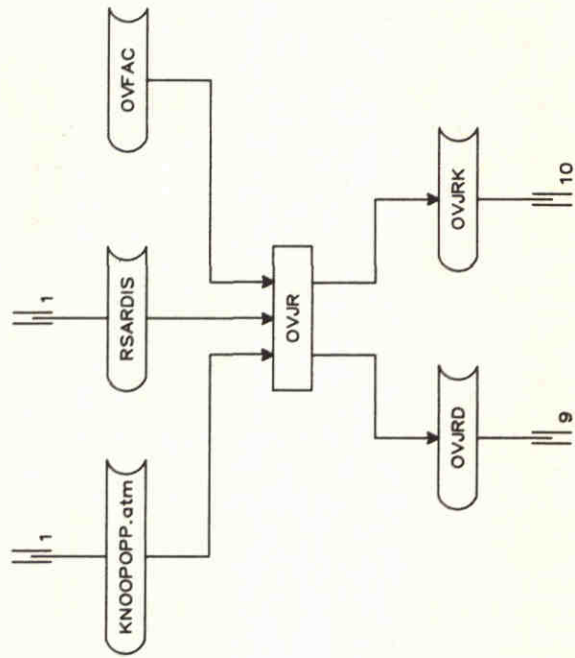 1
1
KNOOPOPP.atm
RSARDIS
OVFAC
OVJR
OVJRD
OVJRK
9
10